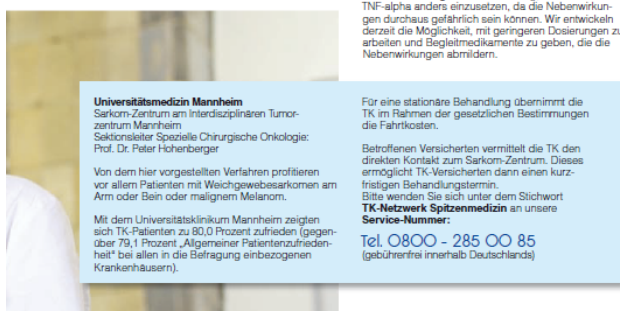 TNF-alpha anders einzusetzen, da die Nebenwirkun-
gen durchaus gefährlich sein können. Wir entwickeln
derzeit die Möglichkeit, mit geringeren Dosierungen zu
arbeiten und Begleitmedikamente zu geben, die die
Nebenwirkungen abmildern.
Universitätsmedizin Mannheim
Sarkom-Zentrum am Interdisziplinären Tumor-
zentrum Mannheim
Sektionsleiter Spezielle Chirurgische Onkologie:
Prof. Dr. Peter Hohenberger
Von dem hier vorgestellten Verfahren profitieren
vor allem Patienten mit Weichgewebesarkomen am
Arm oder Bein oder malignem Melanom.
Mit dem Universitätsklinikum Mannheim zeigten
sich TK-Patienten zu 80,0 Prozent zufrieden (gegen-
über 79,1 Prozent „Allgemeiner Patientenzufrieden-
heit" bei allen in die Befragung einbezogenen
Krankenhäusern).
Für eine stationäre Behandlung übernimmt die
TK im Rahmen der gesetzlichen Bestimmungen
die Fahrtkosten.
Betroffenen Versicherten vermittelt die TK den
direkten Kontakt zum Sarkom-Zentrum. Dieses
ermöglicht TK-Versicherten dann einen kurz-
fristigen Behandlungstermin.
Bitte wenden Sie sich unter dem Stichwort
TK-Netzwerk Spitzenmedizin an unsere
Service-Nummer:
Tel. 0800 - 285 00 85
(gebührenfrei innerhalb Deutschlands)